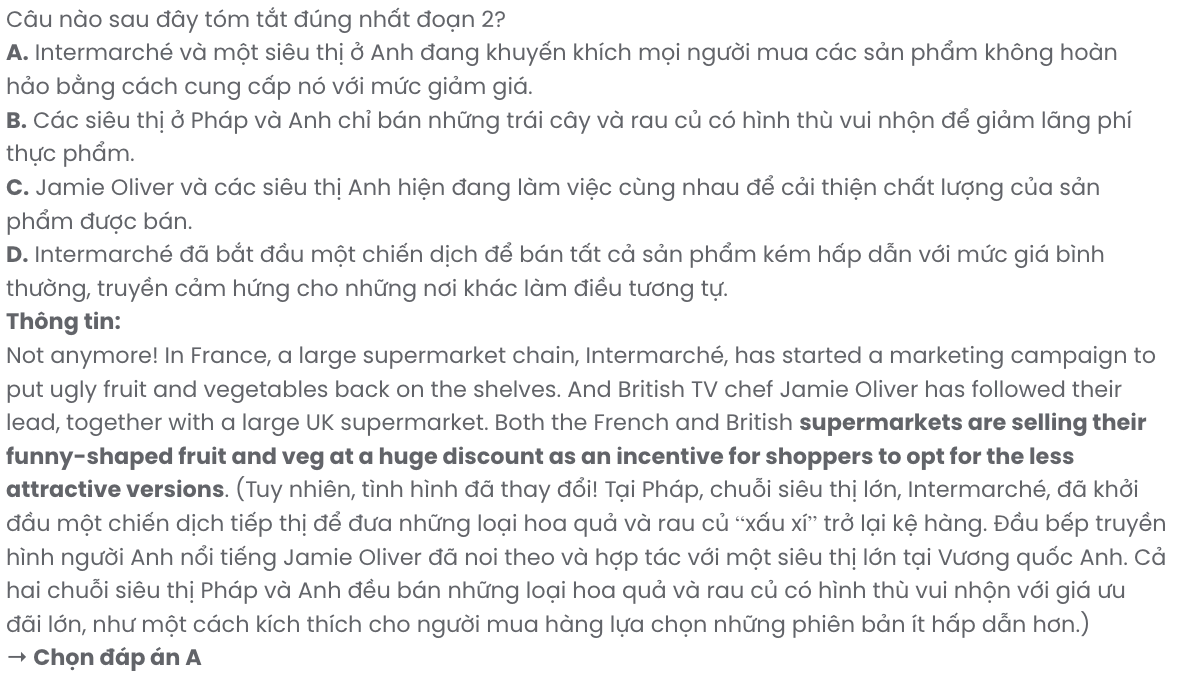 Câu nào sau đây tóm tắt đúng nhất đoạn 2?
A. Intermarché và một siêu thị ở Anh đang khuyến khích mọi người mua các sản phẩm không hoàn
hảo bằng cách cung cấp nó với mức giảm giá.
B. Các siêu thị ở Pháp và Anh chỉ bán những trái cây và rau củ có hình thù vui nhộn để giảm lãng phí
thực phẩm.
C. Jamie Oliver và các siêu thị Anh hiện đang làm việc cùng nhau để cải thiện chất lượng của sản
phẩm được bán.
D. Intermarché đã bắt đầu một chiến dịch để bán tất cả sản phẩm kém hấp dẫn với mức giá bình
thường, truyền cảm hứng cho những nơi khác làm điều tương tự.
Thông tin:
Not anymore! In France, a large supermarket chain, Intermarché, has started a marketing campaign to
put ugly fruit and vegetables back on the shelves. And British TV chef Jamie Oliver has followed their
lead, together with a large UK supermarket. Both the French and British supermarkets are selling their
funny-shaped fruit and veg at a huge discount as an incentive for shoppers to opt for the less
attractive versions. (Tuy nhiên, tình hình đã thay đổi! Tại Pháp, chuỗi siêu thị lớn, Intermarché, đã khởi
đầu một chiến dịch tiếp thị để đưa những loại hoa quả và rau củ “xấu xí” trở lại kệ hàng. Đầu bếp truyền
hình người Anh nổi tiếng Jamie Oliver đã noi theo và hợp tác với một siêu thị lớn tại Vương quốc Anh. Cả
hai chuỗi siêu thị Pháp và Anh đều bán những loại hoa quả và rau củ có hình thù vui nhộn với giá ưu
đãi lớn, như một cách kích thích cho người mua hàng lựa chọn những phiên bản ít hấp dẫn hơn.)
→ Chọn đáp án A